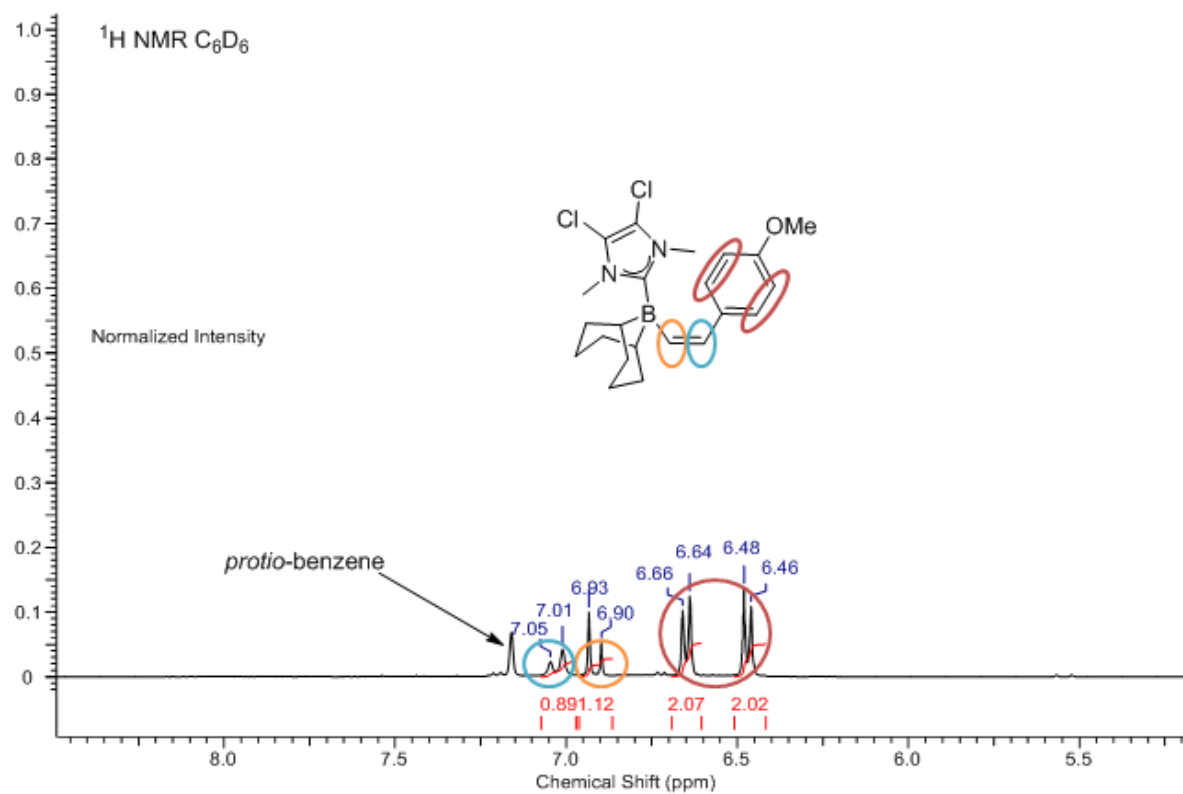 1.0
¹H NMR C₆D₆
0.9
0.8
Cl
Cl
0.7
OMe
N
N
0.6
B
Normalized Intensity
0.5
0.4
0.3
0.2
protio-benzene
6.66
6.64
6.48
6.46
7.05
7.01
6.93
6.90
0.1
0
0.89
1.12
2.07
2.02
8.0
7.5
7.0
6.5
6.0
5.5
Chemical Shift (ppm)